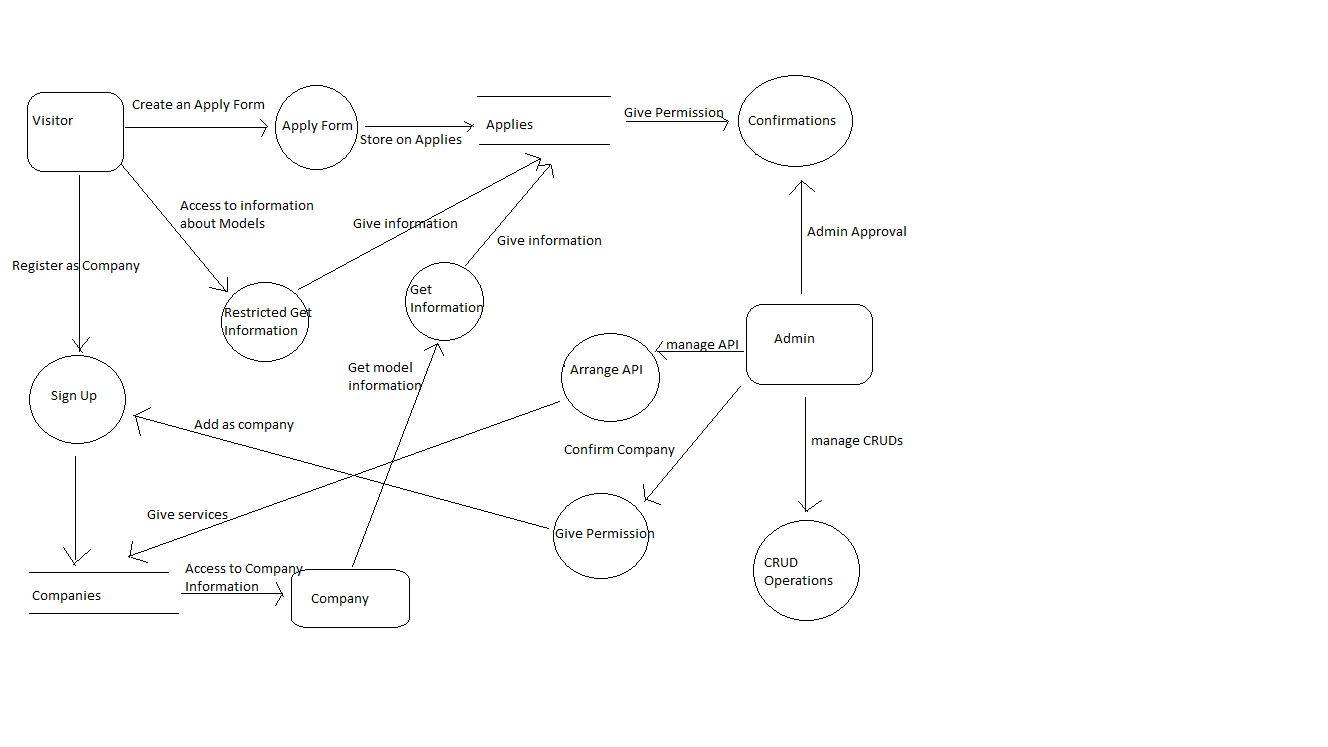 Create an Apply Form
Visitor
Apply Form
Store on Applies
Applies
Give Permission
Confirmations
Access to information
about Models
Give information
Give information
Admin Approval
Register as Company
Get
Information
Restricted Get
Information
Admin
manage API
Arrange API
Get model
information
Sign Up
Add as company
Confirm Company
manage CRUDs
Give services
Give Permission
CRUD
Operations
Access to Company
Information
Companies
Company